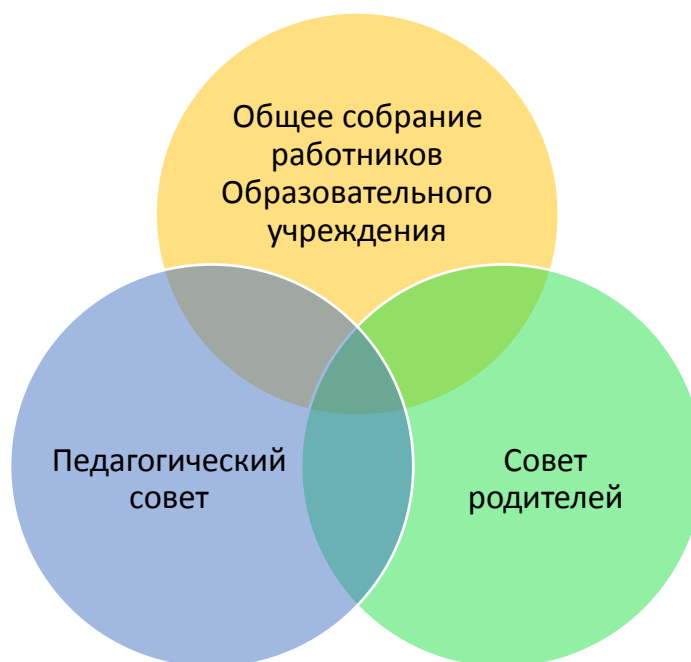 Общее собрание
работников
Образовательного
учреждения
Педагогический
совет
Совет
родителей